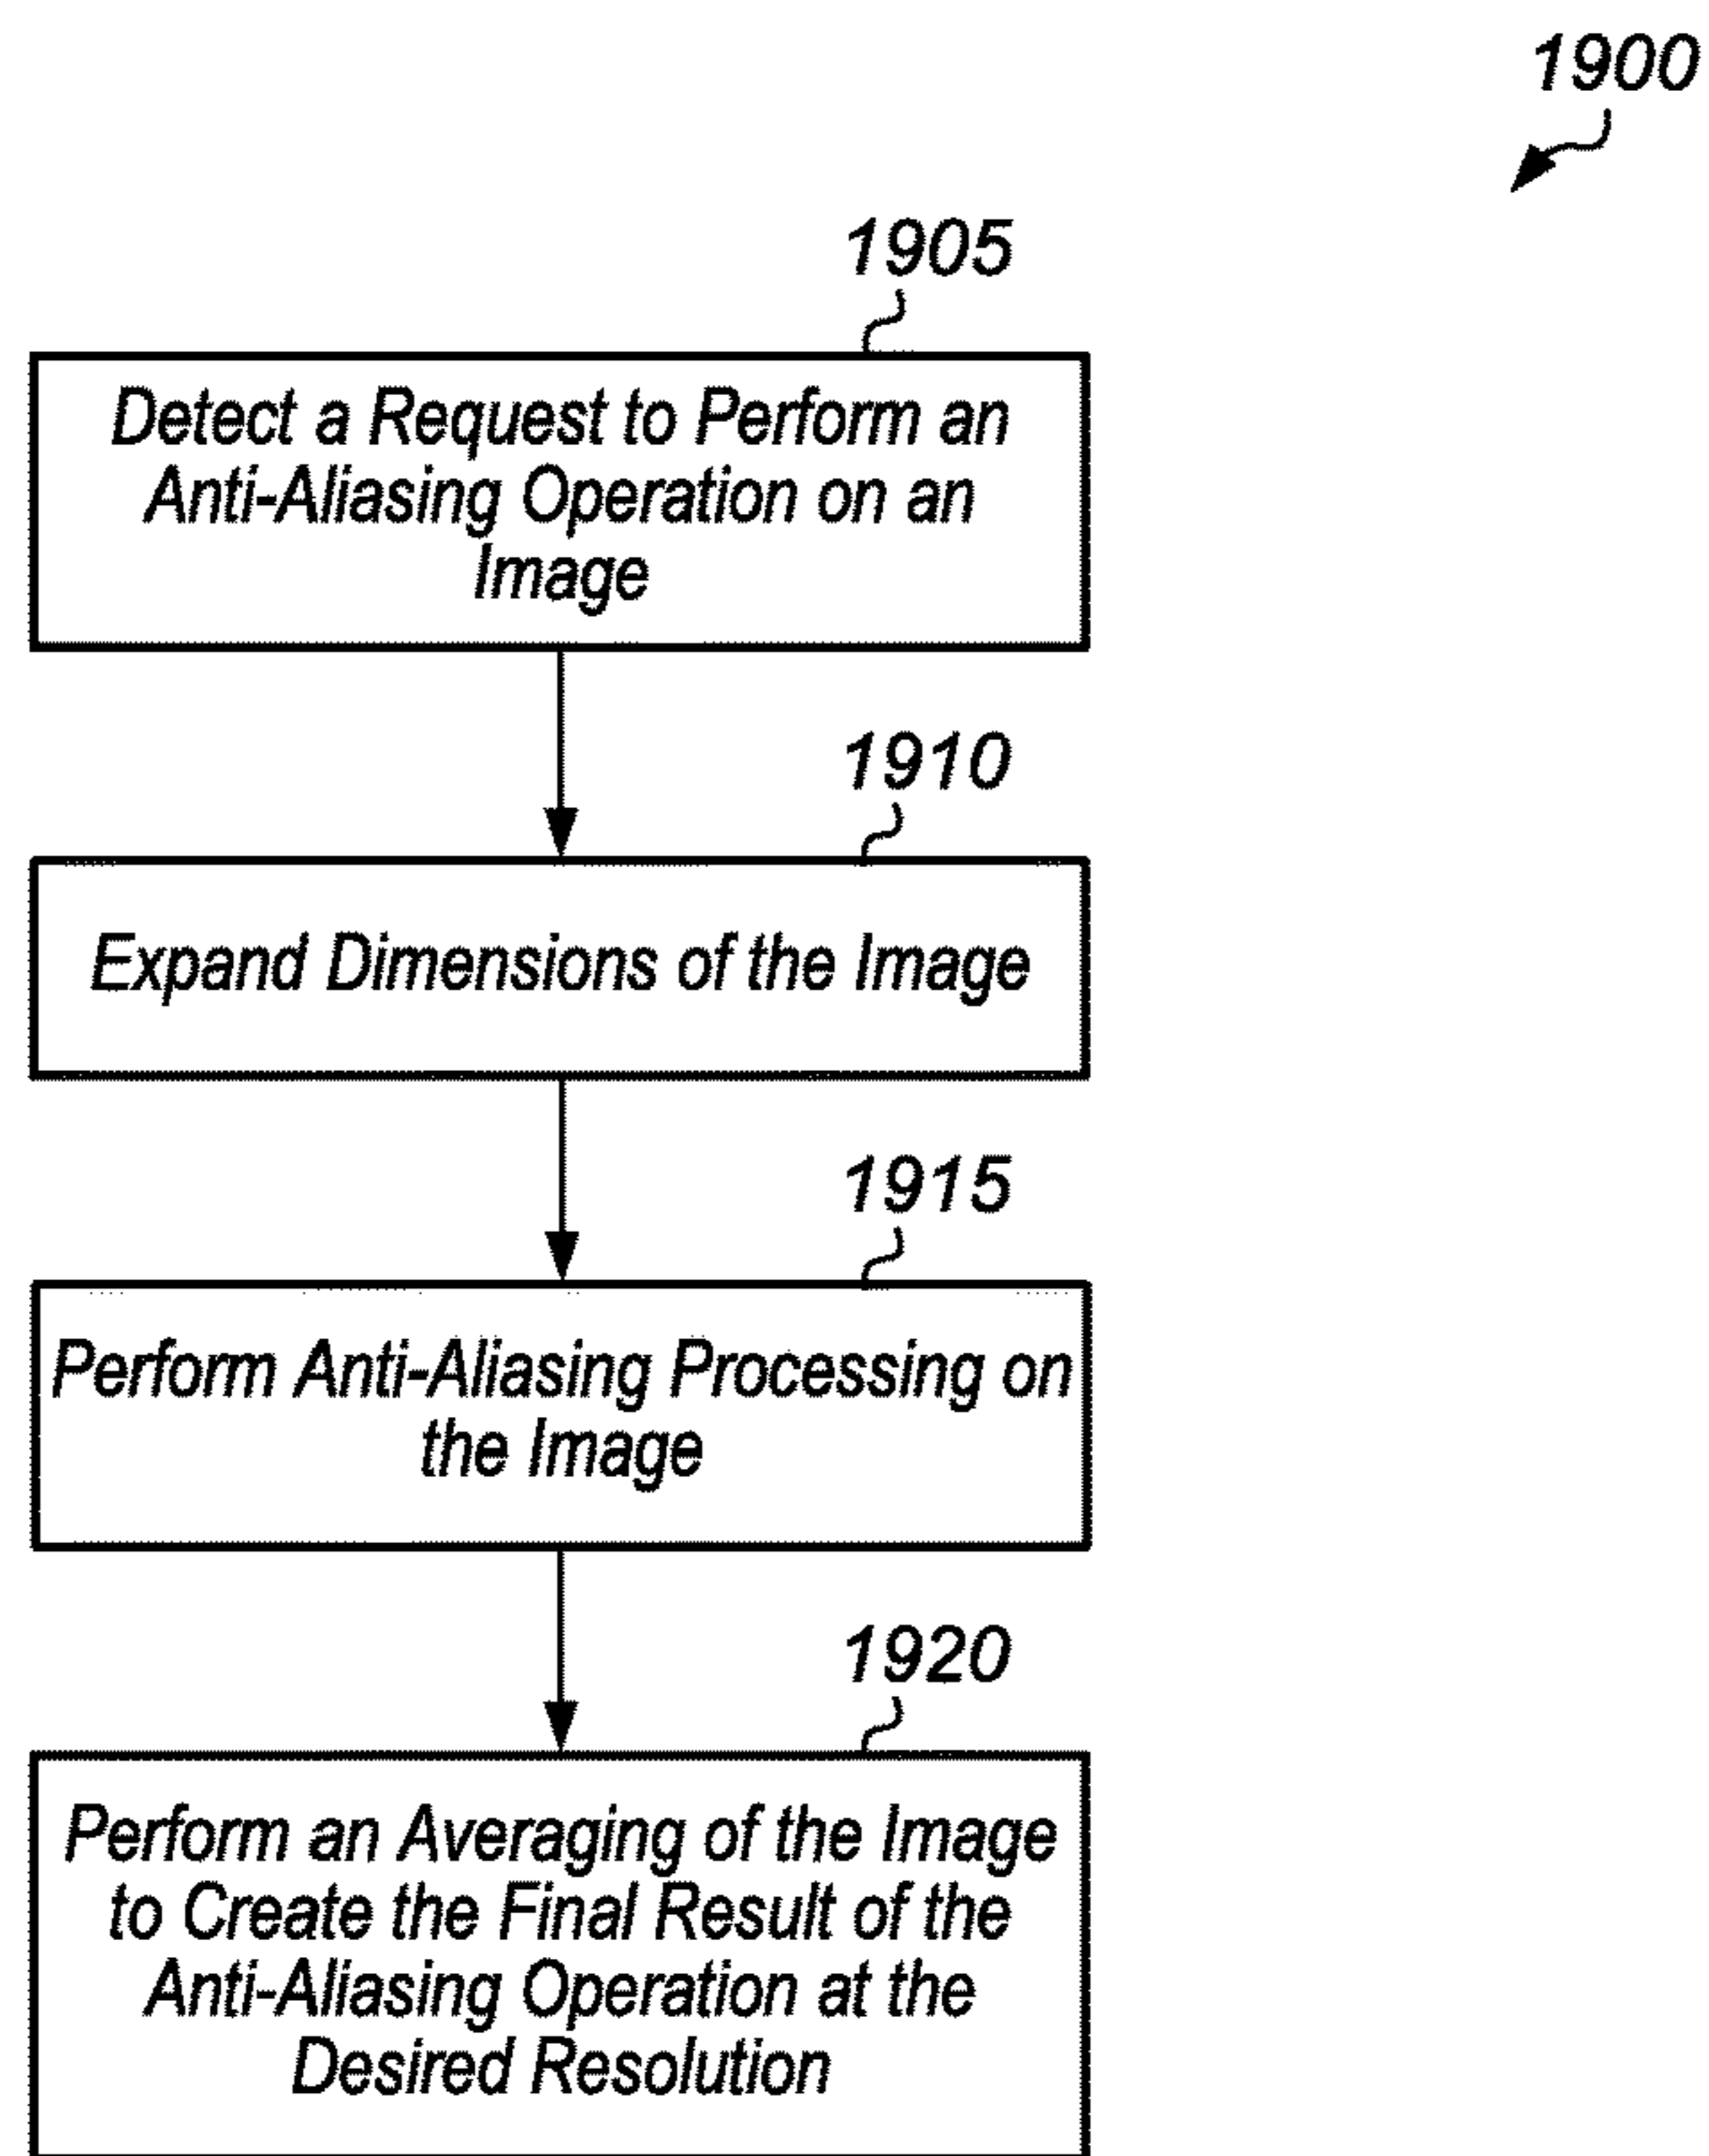 1900
1905
Detect a Request to Perform an
Anti-Aliasing Operation on an
Image
1910
Expand Dimensions of the Image
1915
Perform Anti-Aliasing Processing on
the Image
1920
Perform an Averaging of the Image
to Create the Final Result of the
Anti-Aliasing Operation at the
Desired Resolution